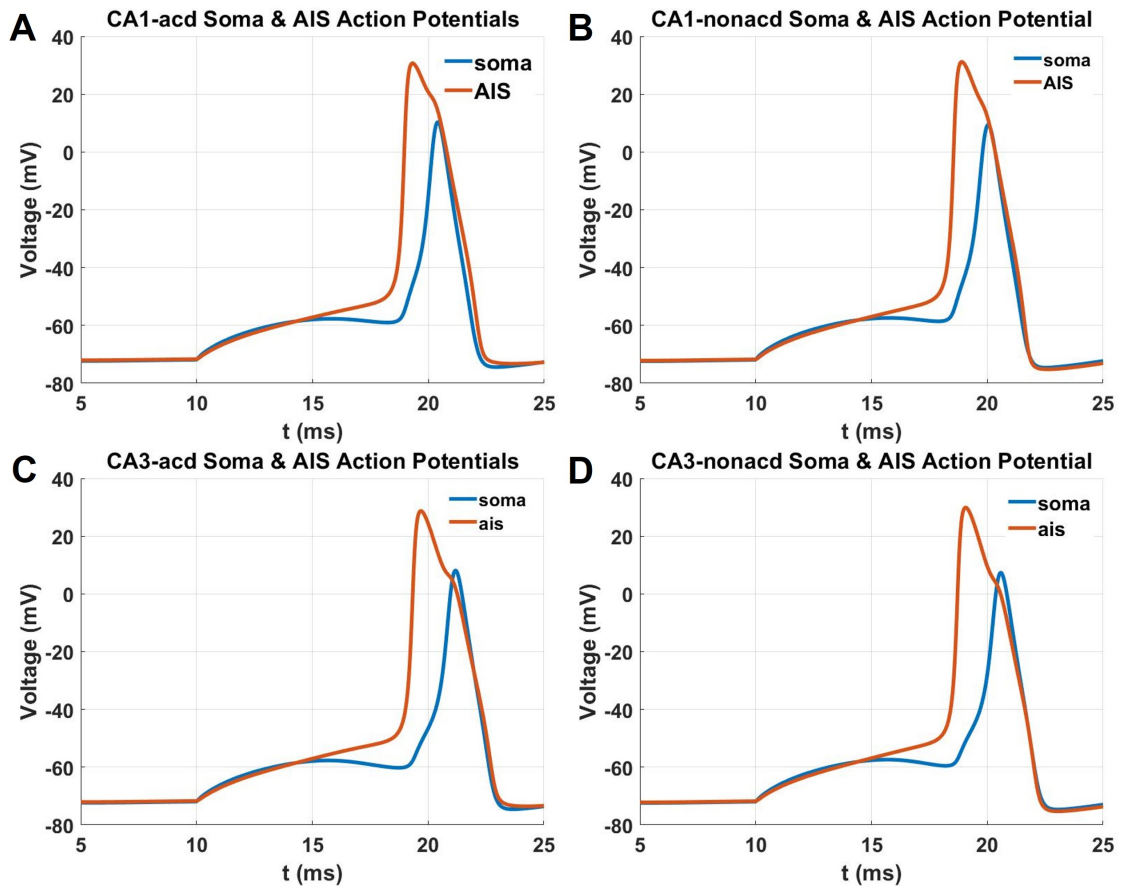 A
CA1-acd Soma & AIS Action Potentials
40
20
0
-20
-40
-60
-80
Voltage (mV)
soma
AIS
5
10
15
20
25
t (ms)
B
CA1-nonacd Soma & AIS Action Potential
40
20
0
-20
-40
-60
-80
Voltage (mV)
soma
AIS
5
10
15
20
25
t (ms)
C
CA3-acd Soma & AIS Action Potentials
40
20
0
-20
-40
-60
-80
Voltage (mV)
soma
ais
5
10
15
20
25
t (ms)
D
CA3-nonacd Soma & AIS Action Potential
40
20
0
-20
-40
-60
-80
Voltage (mV)
soma
ais
5
10
15
20
25
t (ms)